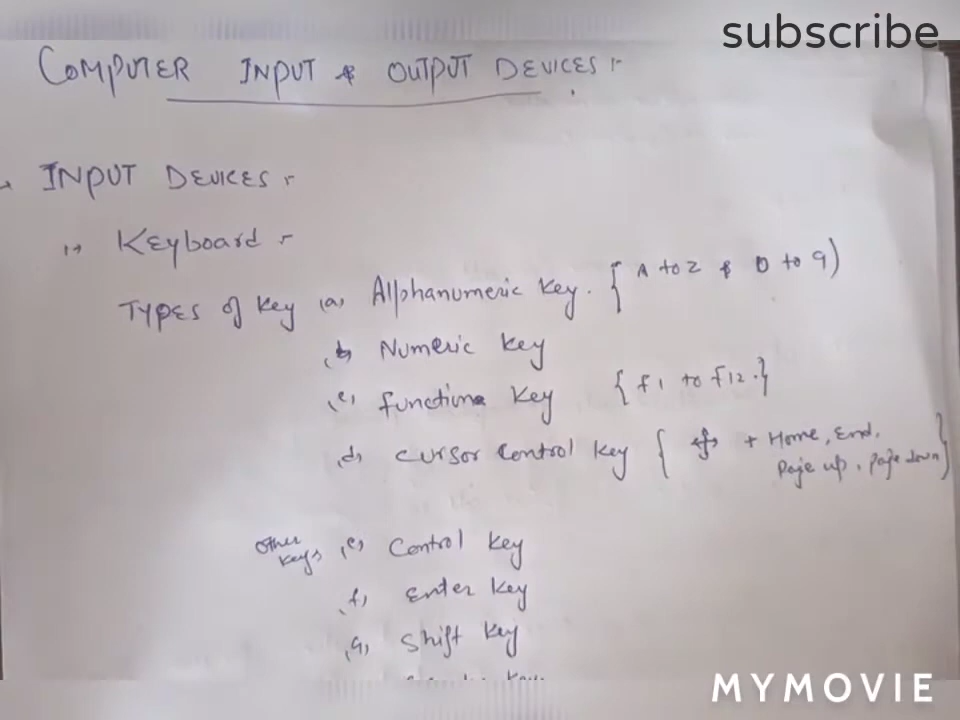 subscribe
COMPUTER INPUT & OUTPUT DEVICES :-
INPUT DEVICES :-
1) Keyboard :-
TYPES of Key (a) Allphanumeric Key. { A to Z & 0 to 9)
(b) Numeric Key
(c) function Key { f1 to f12.}
(d) Cursor Control Key { + Home, End,
Page up, Page down }
Other Keys (e) Control Key
(f) Enter Key
(g) Shift Key
MYMOVIE